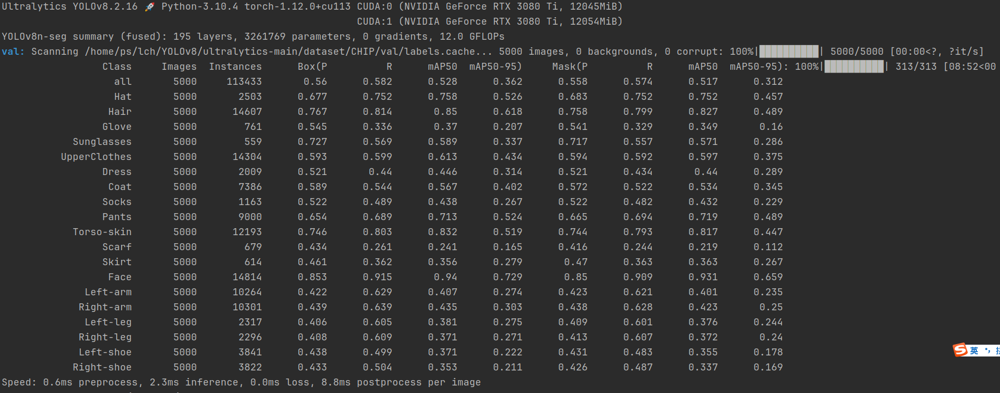 Ultralytics YOLOv8.2.16 🚀 Python-3.10.4 torch-1.12.0+cu113 CUDA:0 (NVIDIA GeForce RTX 3080 Ti, 12045MiB)
CUDA:1 (NVIDIA GeForce RTX 3080 Ti, 12054MiB)
YOLOv8n-seg summary (fused): 195 layers, 3261769 parameters, 0 gradients, 12.0 GFLOPs
val: Scanning /home/ps/lch/YOLOv8/ultralytics-main/dataset/CHIP/val/labels.cache... 5000 images, 0 backgrounds, 0 corrupt: 100%|██████████| 5000/5000 [00:00<?, ?it/s]
Class Images Instances Box(P R mAP50 mAP50-95) Mask(P R mAP50 mAP50-95): 100%|██████████| 313/313 [08:52<00
all 5000 113433 0.56 0.582 0.528 0.362 0.558 0.574 0.517 0.312
Hat 5000 2503 0.677 0.752 0.758 0.526 0.683 0.752 0.752 0.457
Hair 5000 14607 0.767 0.814 0.85 0.618 0.758 0.799 0.827 0.489
Glove 5000 761 0.545 0.336 0.37 0.207 0.541 0.329 0.349 0.16
Sunglasses 5000 559 0.727 0.569 0.589 0.337 0.717 0.557 0.571 0.286
UpperClothes 5000 14304 0.593 0.599 0.613 0.434 0.594 0.592 0.597 0.375
Dress 5000 2009 0.521 0.44 0.446 0.314 0.521 0.434 0.44 0.289
Coat 5000 7386 0.589 0.544 0.567 0.402 0.572 0.522 0.534 0.345
Socks 5000 1163 0.522 0.489 0.438 0.267 0.522 0.482 0.432 0.229
Pants 5000 9000 0.654 0.689 0.713 0.524 0.665 0.694 0.719 0.489
Torso-skin 5000 12193 0.746 0.803 0.832 0.519 0.744 0.793 0.817 0.447
Scarf 5000 679 0.434 0.261 0.241 0.165 0.416 0.244 0.219 0.112
Skirt 5000 614 0.461 0.362 0.356 0.279 0.47 0.363 0.363 0.267
Face 5000 14814 0.853 0.915 0.94 0.729 0.85 0.909 0.931 0.659
Left-arm 5000 10264 0.422 0.629 0.407 0.274 0.423 0.621 0.401 0.235
Right-arm 5000 10301 0.439 0.639 0.435 0.303 0.438 0.628 0.423 0.25
Left-leg 5000 2317 0.406 0.605 0.381 0.275 0.409 0.601 0.376 0.244
Right-leg 5000 2296 0.408 0.609 0.371 0.271 0.413 0.607 0.372 0.24
Left-shoe 5000 3841 0.438 0.499 0.371 0.222 0.431 0.483 0.355 0.178
Right-shoe 5000 3822 0.433 0.504 0.353 0.211 0.426 0.487 0.337 0.169
Speed: 0.6ms preprocess, 2.3ms inference, 0.0ms loss, 8.8ms postprocess per image
S 英